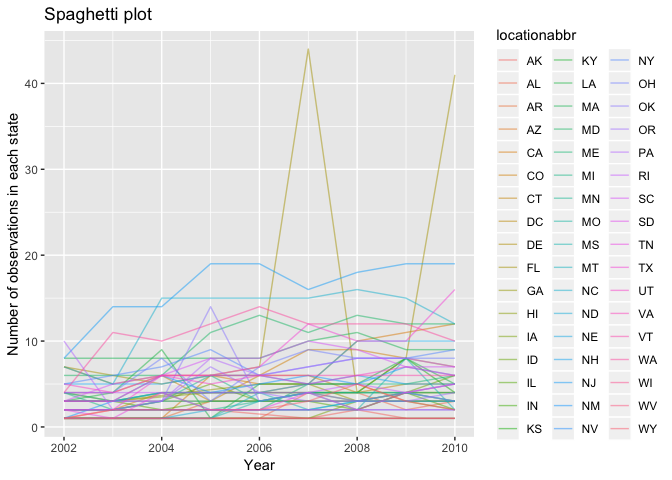 Spaghetti plot
Number of observations in each state
40
30
20
10
0
2002 2004 2006 2008 2010
Year
locationabbr
AK KY NY
AL LA OH
AR MA OK
AZ MD OR
CA ME PA
CO MI RI
CT MN SC
DC MO SD
DE MS TN
FL MT TX
GA NC UT
HI ND VA
IA NE VT
ID NH WA
IL NJ WI
IN NM WV
KS NV WY